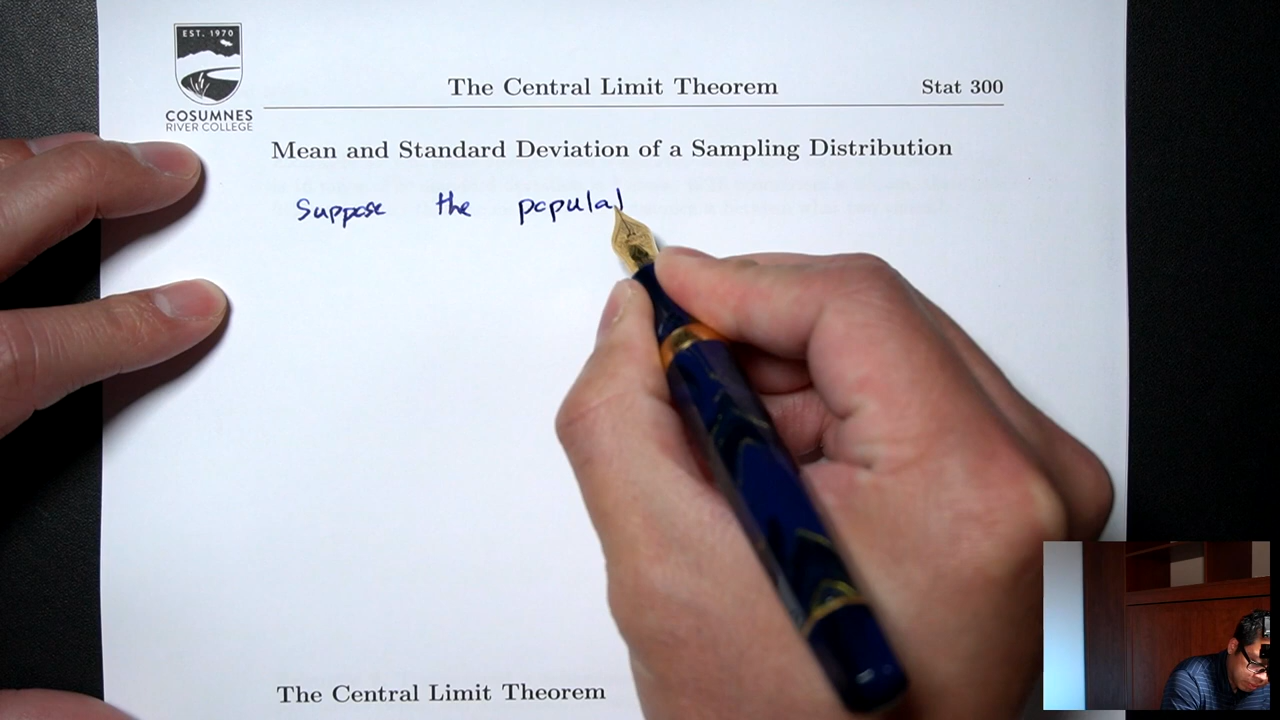 EST. 1970
COSUMNES
RIVER COLLEGE
The Central Limit Theorem Stat 300
Mean and Standard Deviation of a Sampling Distribution
Suppose the populat
The Central Limit Theorem